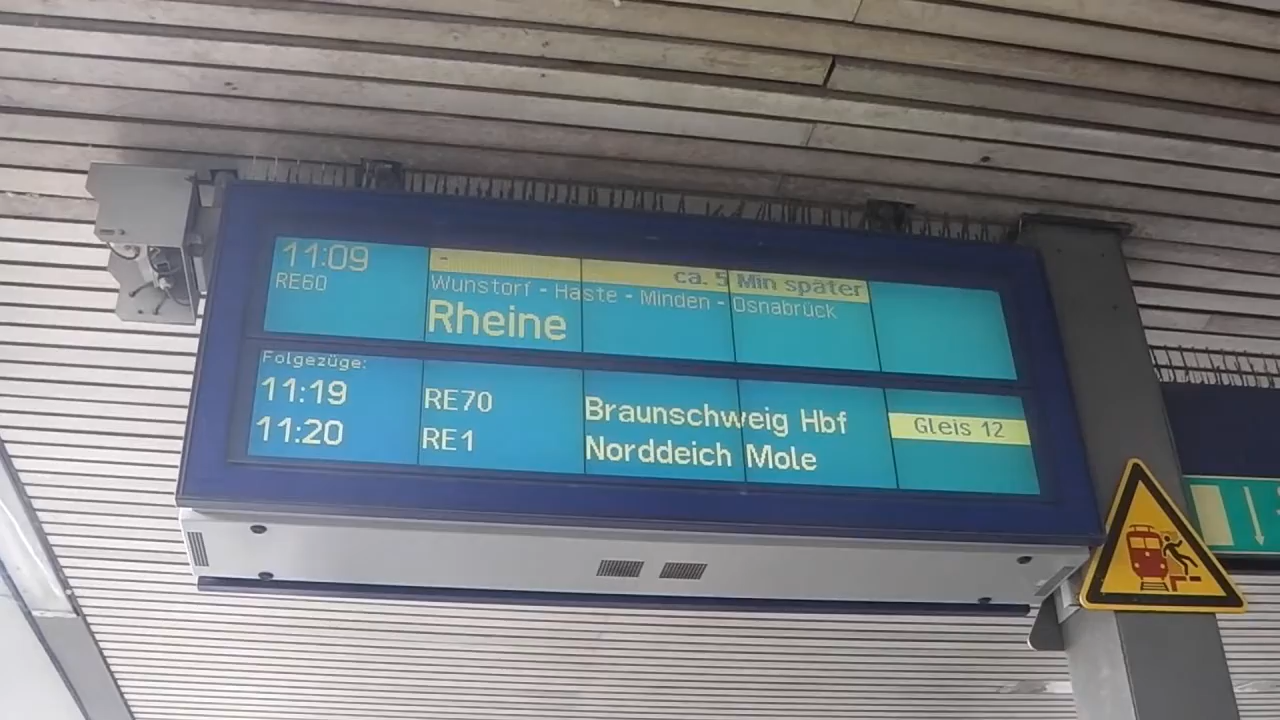 11:09 - ca. 5 Min später
RE60 Wunstorf - Haste - Minden - Osnabrück
Rheine
Folgezüge:
11:19 RE70 Braunschweig Hbf Gleis 12
11:20 RE1 Norddeich Mole